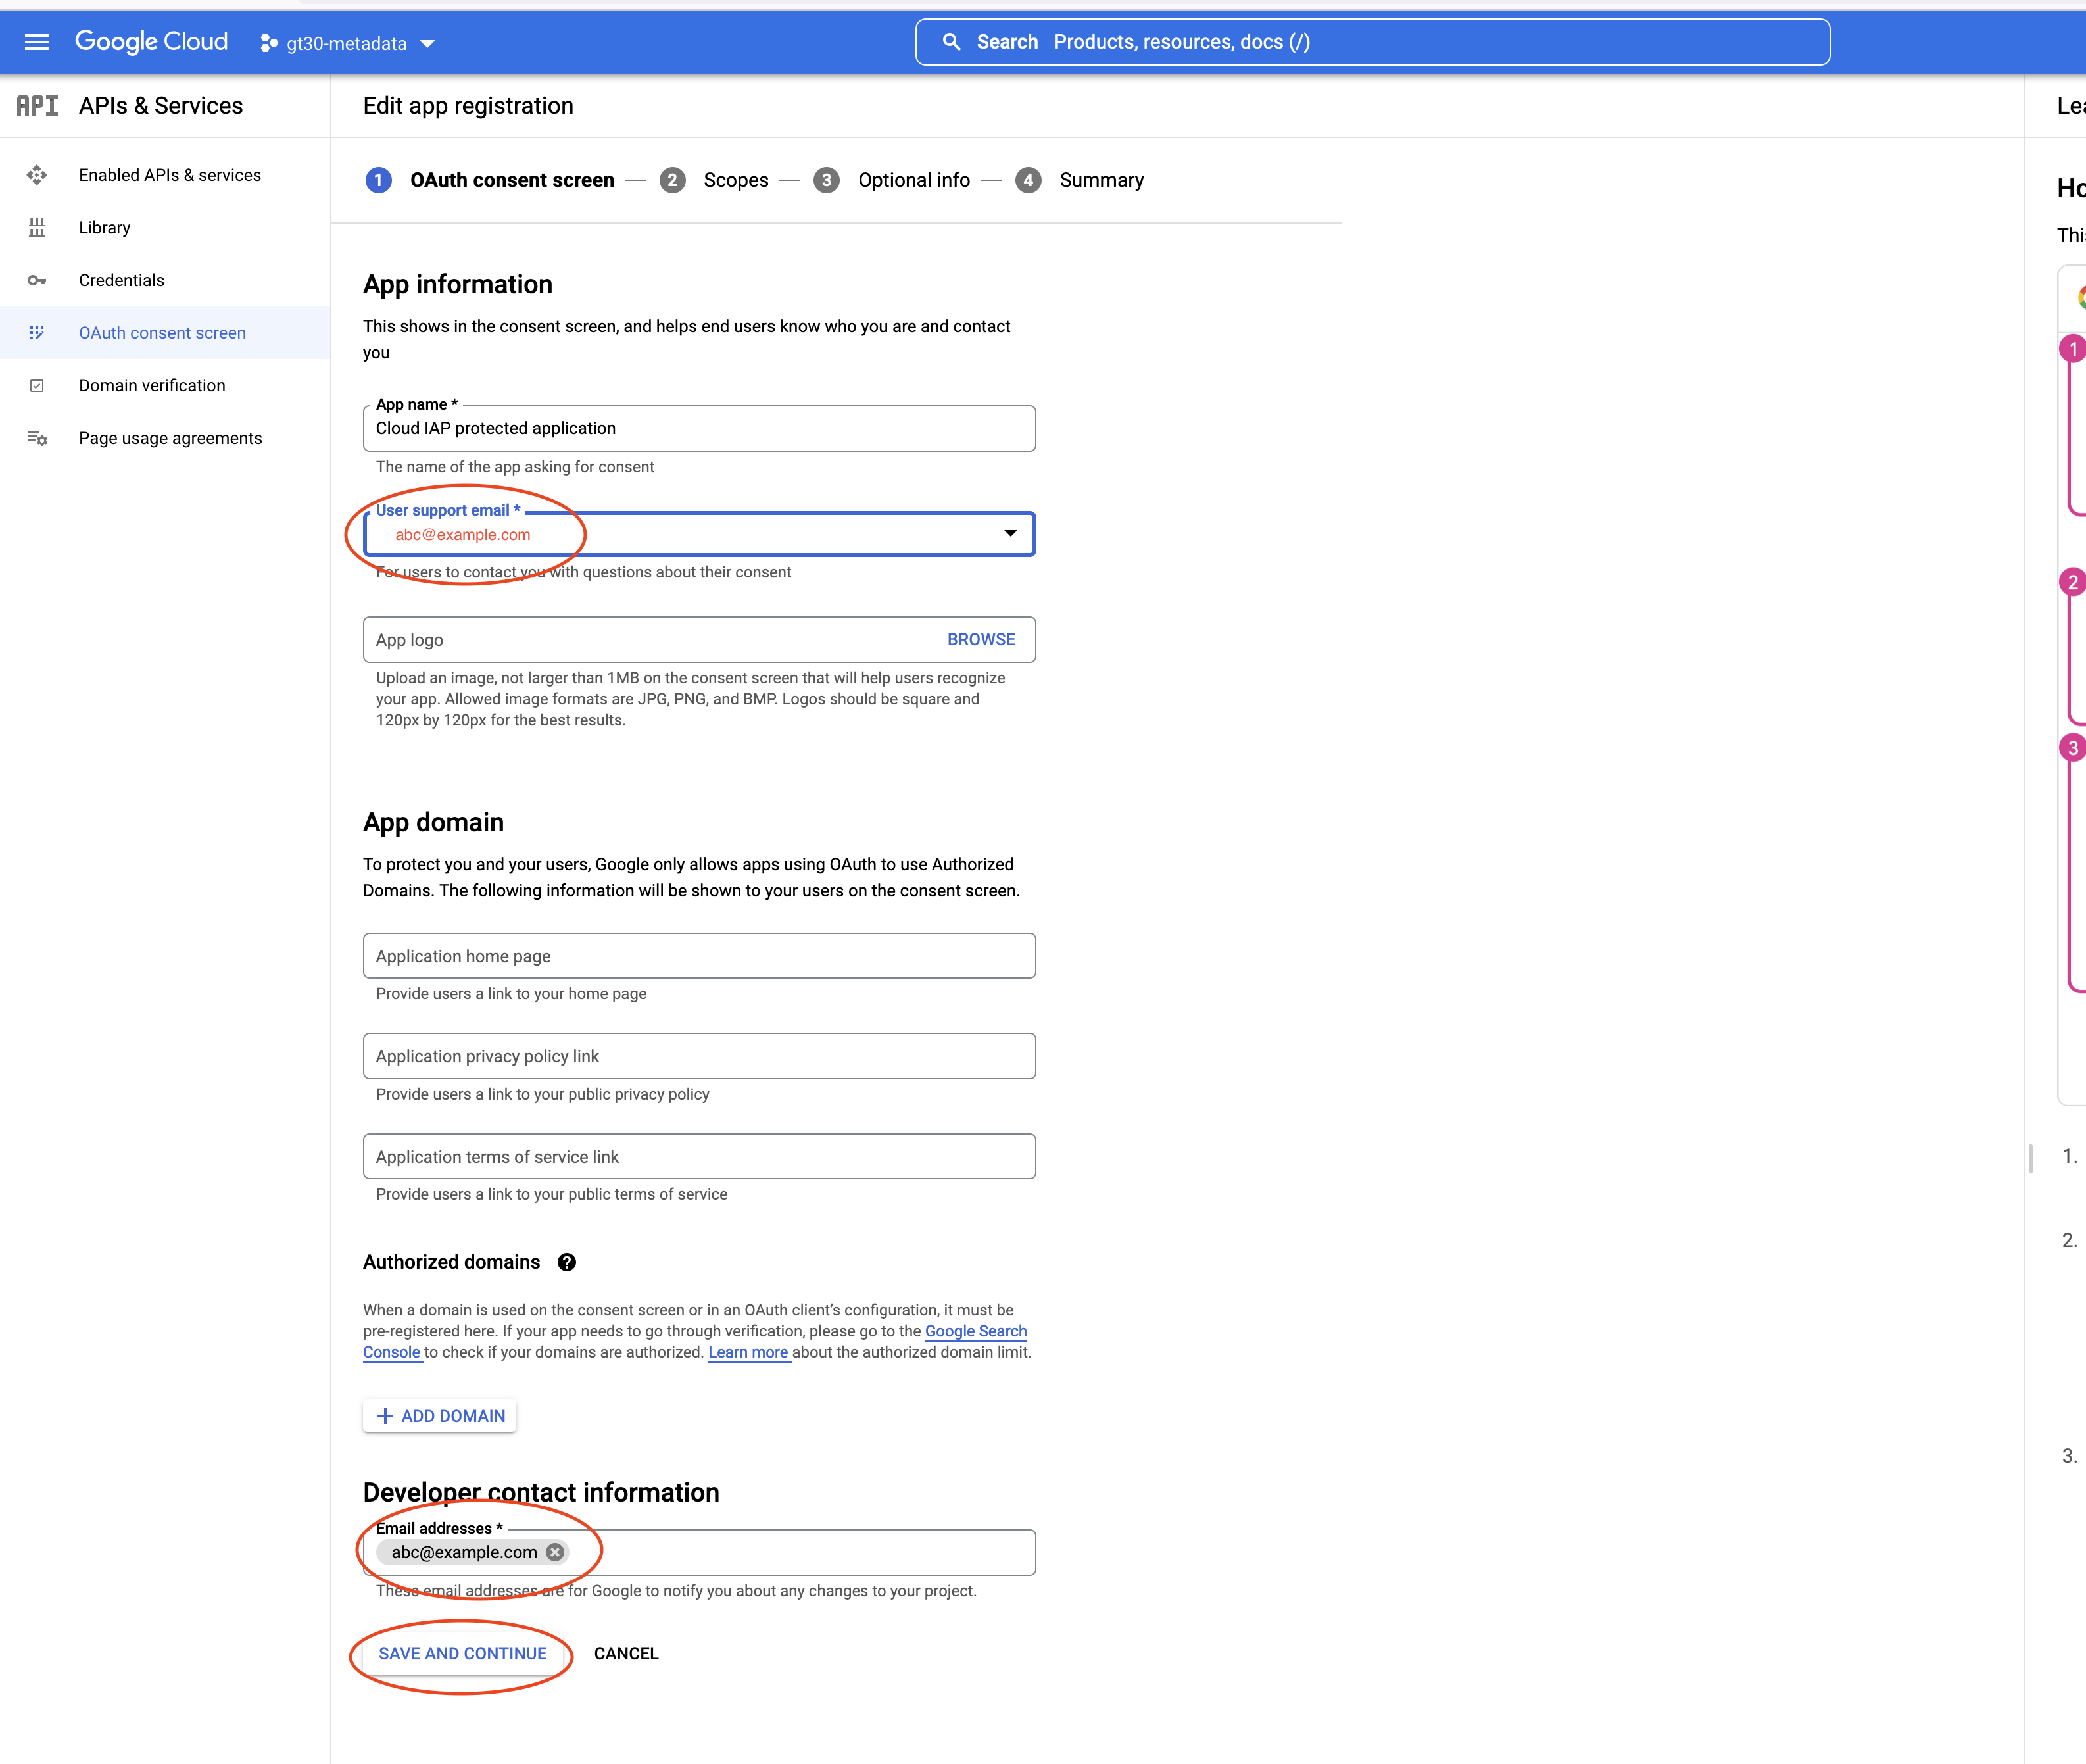 Google Cloud
gt30-metadata
Search Products, resources, docs (/)
API APIs & Services
Edit app registration
Enabled APIs & services
Library
Credentials
OAuth consent screen
Domain verification
Page usage agreements
1 OAuth consent screen — 2 Scopes — 3 Optional info — 4 Summary
App information
This shows in the consent screen, and helps end users know who you are and contact
you
App name *
Cloud IAP protected application
The name of the app asking for consent
User support email *
abc@example.com
For users to contact you with questions about their consent
App logo BROWSE
Upload an image, not larger than 1MB on the consent screen that will help users recognize
your app. Allowed image formats are JPG, PNG, and BMP. Logos should be square and
120px by 120px for the best results.
App domain
To protect you and your users, Google only allows apps using OAuth to use Authorized
Domains. The following information will be shown to your users on the consent screen.
Application home page
Provide users a link to your home page
Application privacy policy link
Provide users a link to your public privacy policy
Application terms of service link
Provide users a link to your public terms of service
Authorized domains ?
When a domain is used on the consent screen or in an OAuth client's configuration, it must be
pre-registered here. If your app needs to go through verification, please go to the Google Search
Console to check if your domains are authorized. Learn more about the authorized domain limit.
+ ADD DOMAIN
Developer contact information
Email addresses *
abc@example.com
These email addresses are for Google to notify you about any changes to your project.
SAVE AND CONTINUE CANCEL
1
2
3
1.
2.
3.